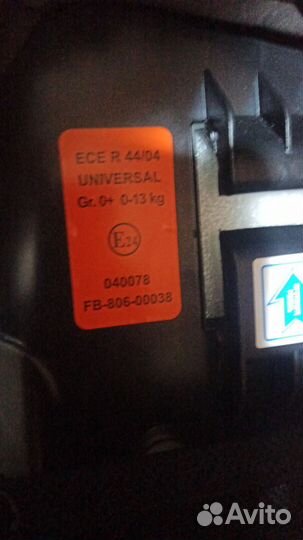 ECE R 44/04
UNIVERSAL
Gr. 0+ 0-13 kg
E24
040078
FB-806-00038
Avito